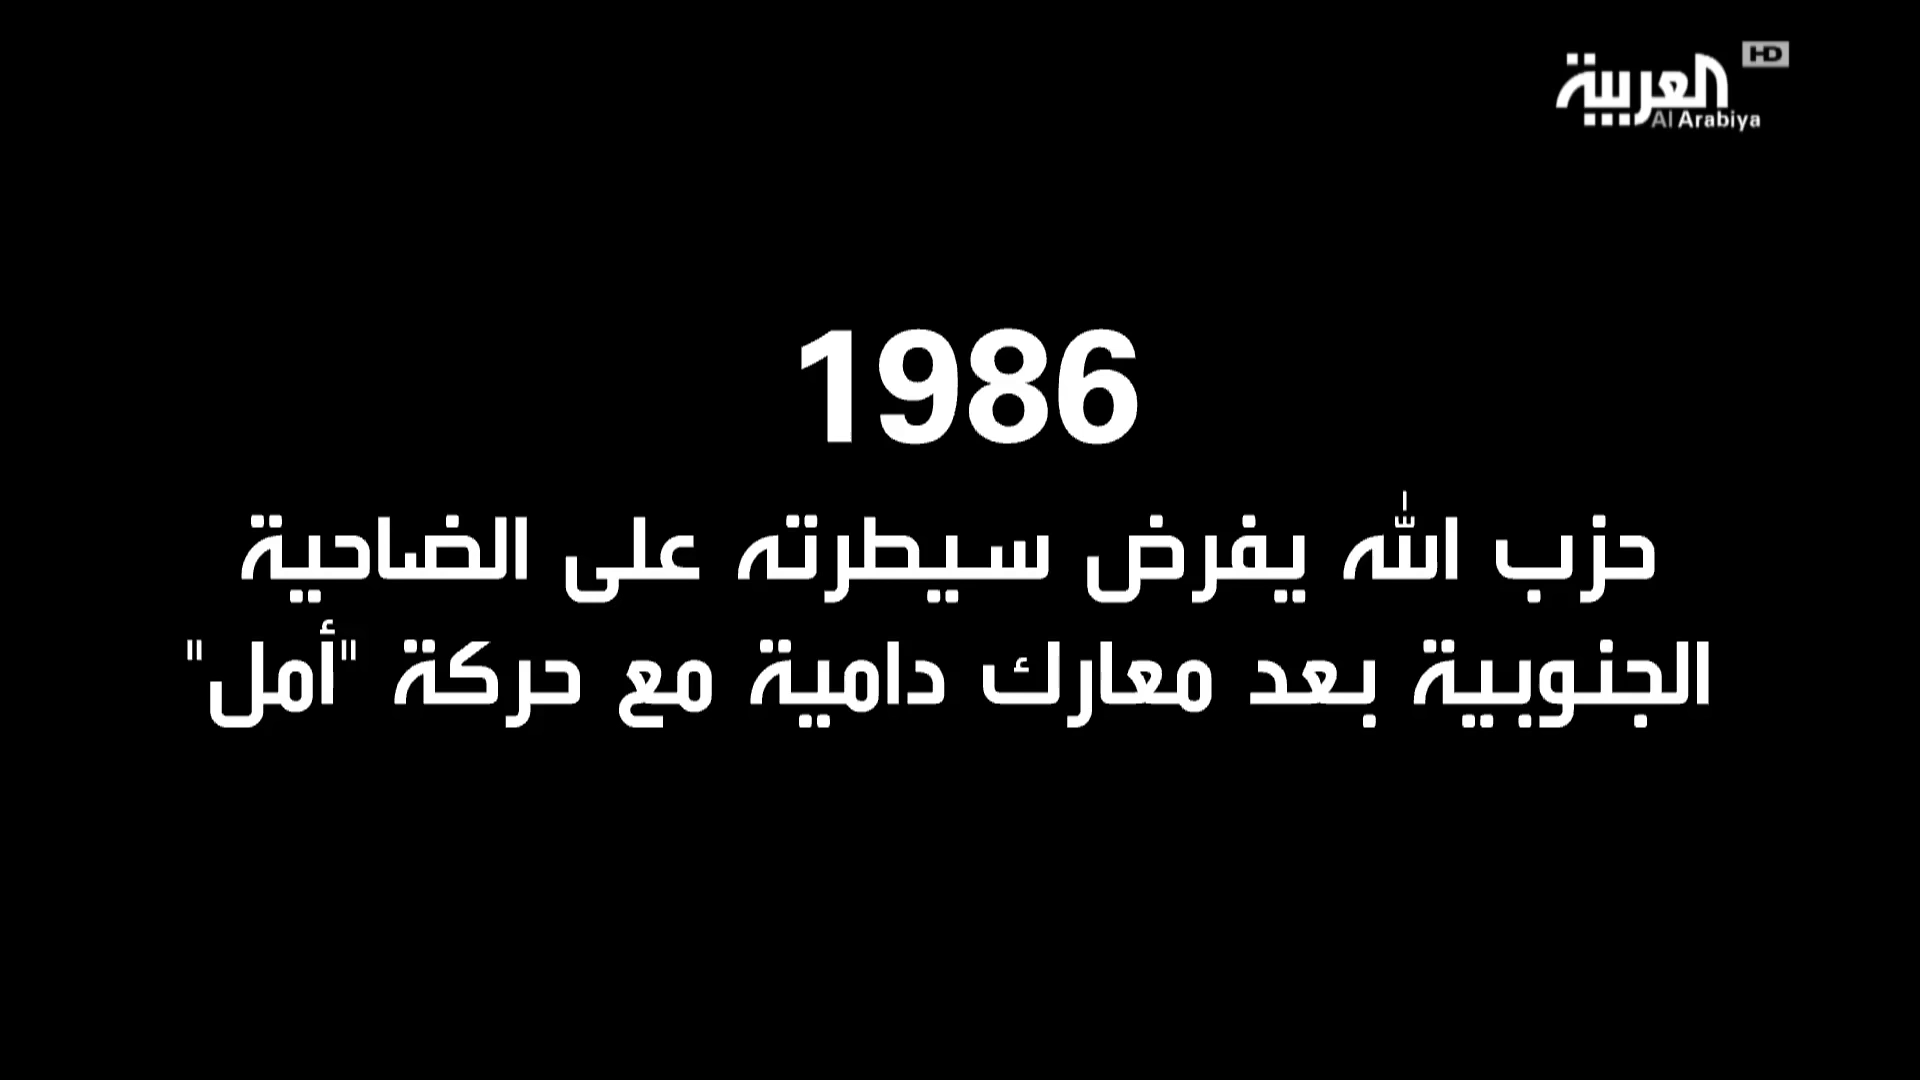 HD
العربية
Al Arabiya
1986
حزب الله يفرض سيطرته على الضاحية
الجنوبية بعد معارك دامية مع حركة "أمل"